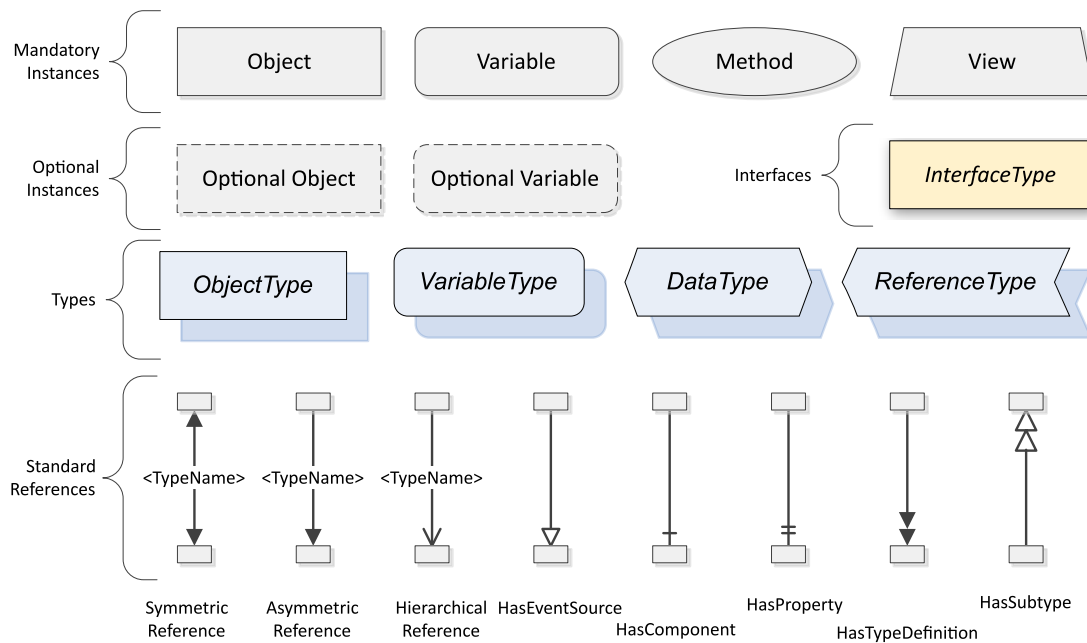 Mandatory
Instances
Object
Variable
Method
View
Optional
Instances
Optional Object
Optional Variable
Interfaces
InterfaceType
Types
ObjectType
VariableType
DataType
ReferenceType
Standard
References
<TypeName>
<TypeName>
<TypeName>
Symmetric
Reference
Asymmetric
Reference
Hierarchical
Reference
HasEventSource
HasComponent
HasProperty
HasTypeDefinition
HasSubtype